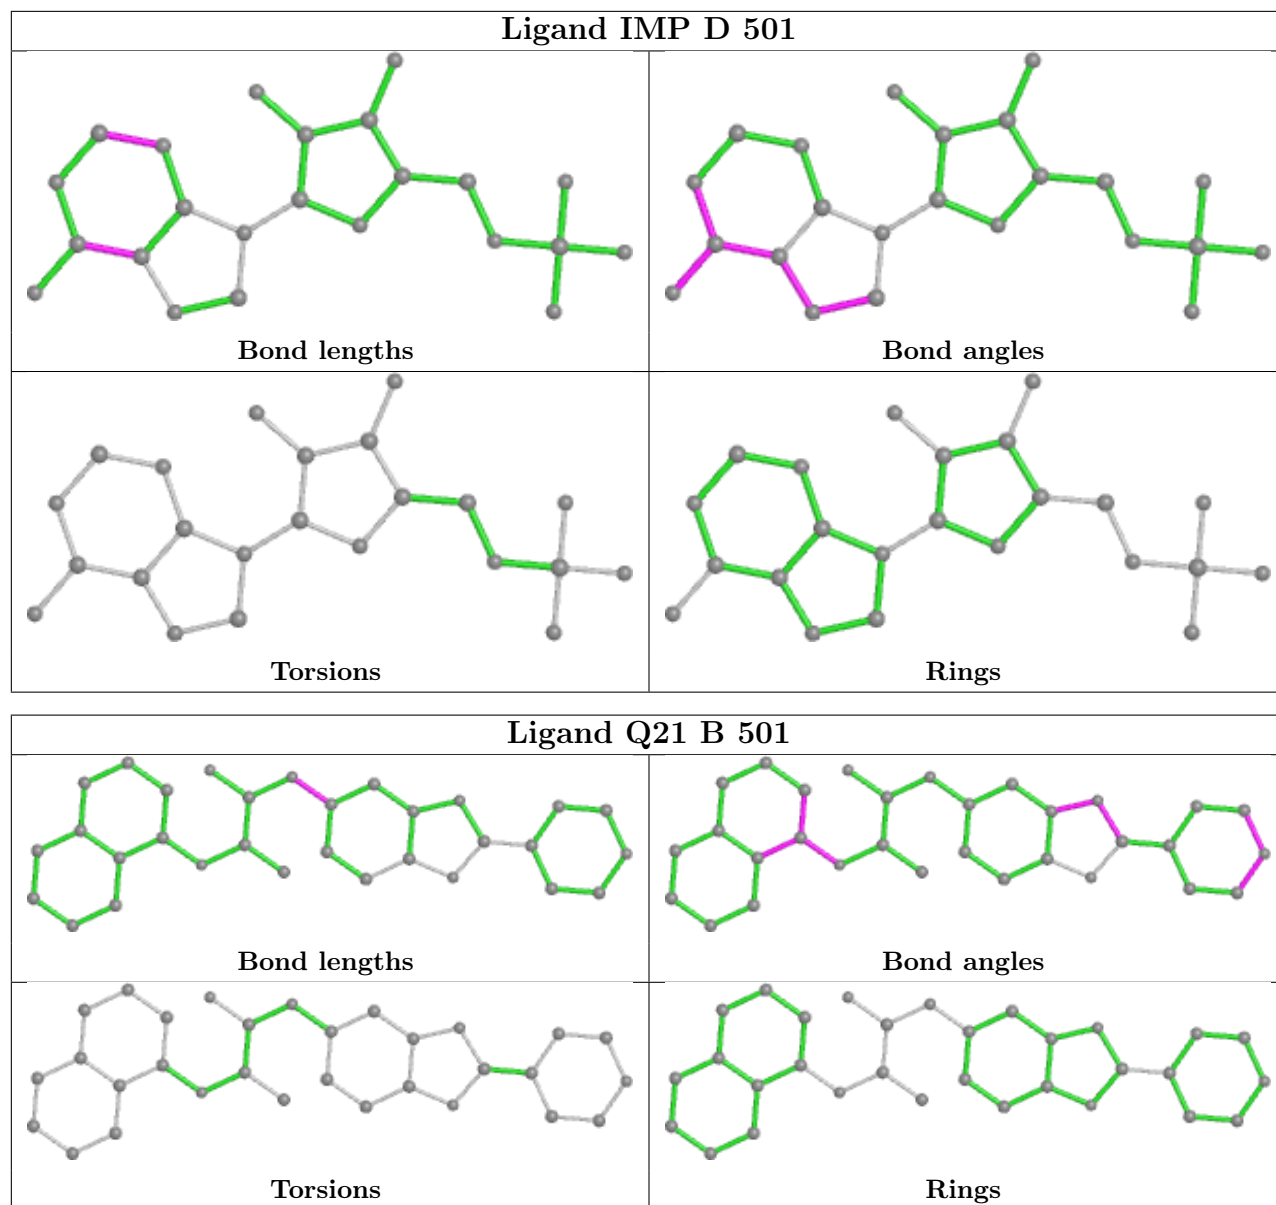 Ligand IMP D 501
Bond lengths
Bond angles
Torsions
Rings
Ligand Q21 B 501
Bond lengths
Bond angles
Torsions
Rings